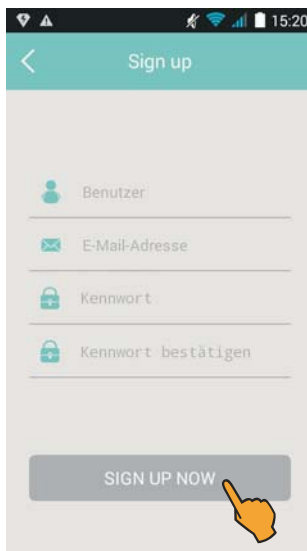 15:20
Sign up
Benutzer
E-Mail-Adresse
Kennwort
Kennwort bestätigen
SIGN UP NOW